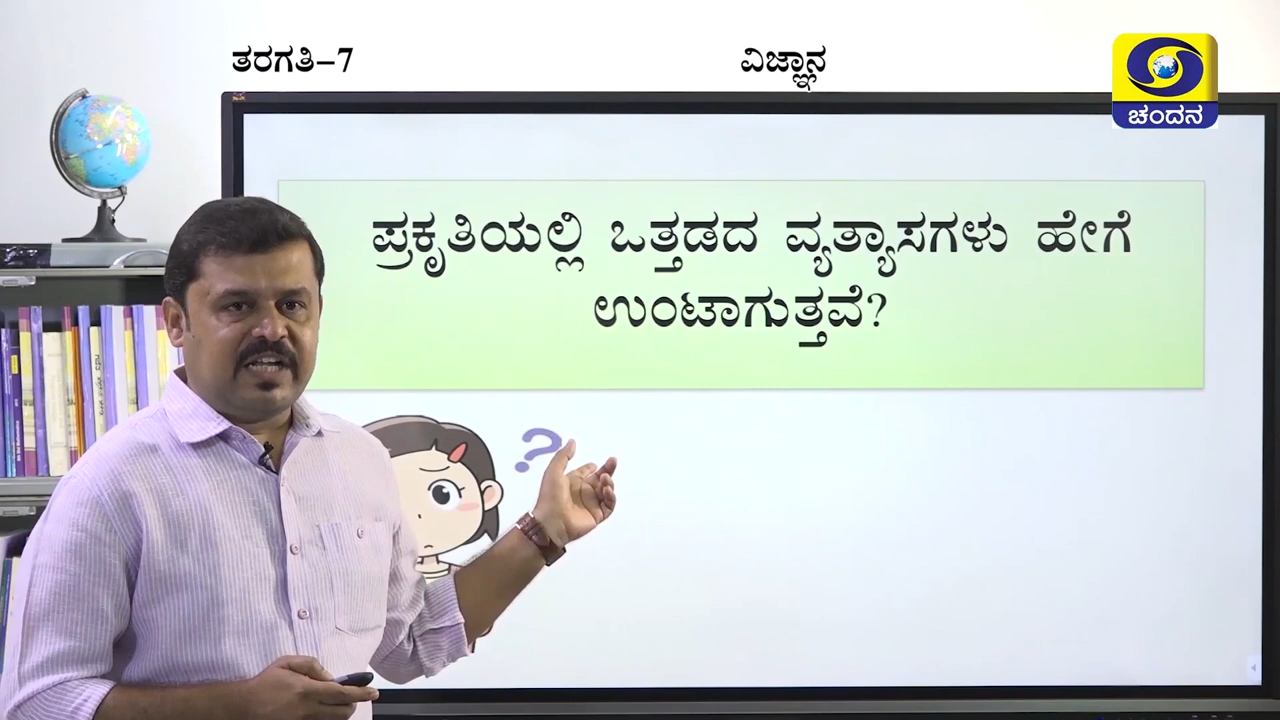 ತರಗತಿ–7
ವಿಜ್ಞಾನ
ಚಂದನ
ಪ್ರಕೃತಿಯಲ್ಲಿ ಒತ್ತಡದ ವ್ಯತ್ಯಾಸಗಳು ಹೇಗೆ
ಉಂಟಾಗುತ್ತವೆ?
?